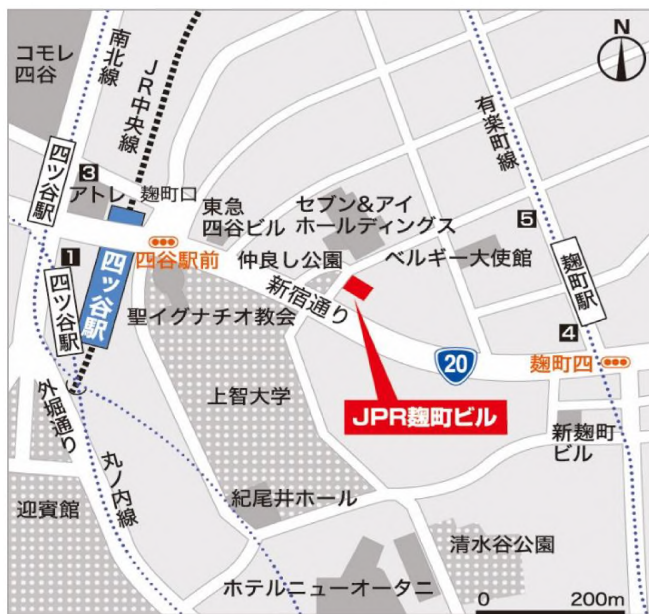 コモレ
四谷
南北線
JR中央線
N
有楽町線
四ツ谷駅
3
アトレ
麹町口
東急
四谷ビル
セブン&アイ
ホールディングス
5
麹町駅
四谷駅前
仲良し公園
ベルギー大使館
1
四ツ谷駅
四ツ谷駅
新宿通り
聖イグナチオ教会
4
20
麹町四
上智大学
JPR麹町ビル
外堀通り
新麹町
ビル
丸ノ内線
迎賓館
紀尾井ホール
清水谷公園
ホテルニューオータニ
0 200m